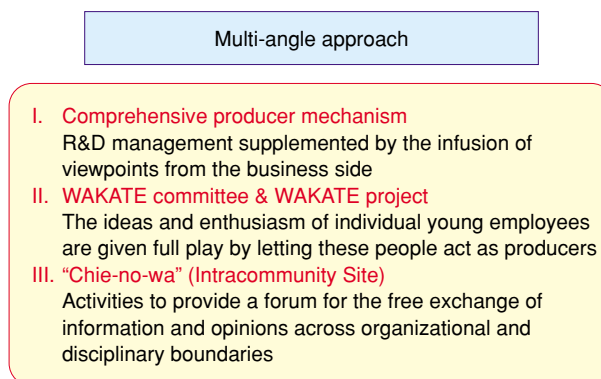 Multi-angle approach
I. Comprehensive producer mechanism
R&D management supplemented by the infusion of
viewpoints from the business side
II. WAKATE committee & WAKATE project
The ideas and enthusiasm of individual young employees
are given full play by letting these people act as producers
III. “Chie-no-wa” (Intracommunity Site)
Activities to provide a forum for the free exchange of
information and opinions across organizational and
disciplinary boundaries